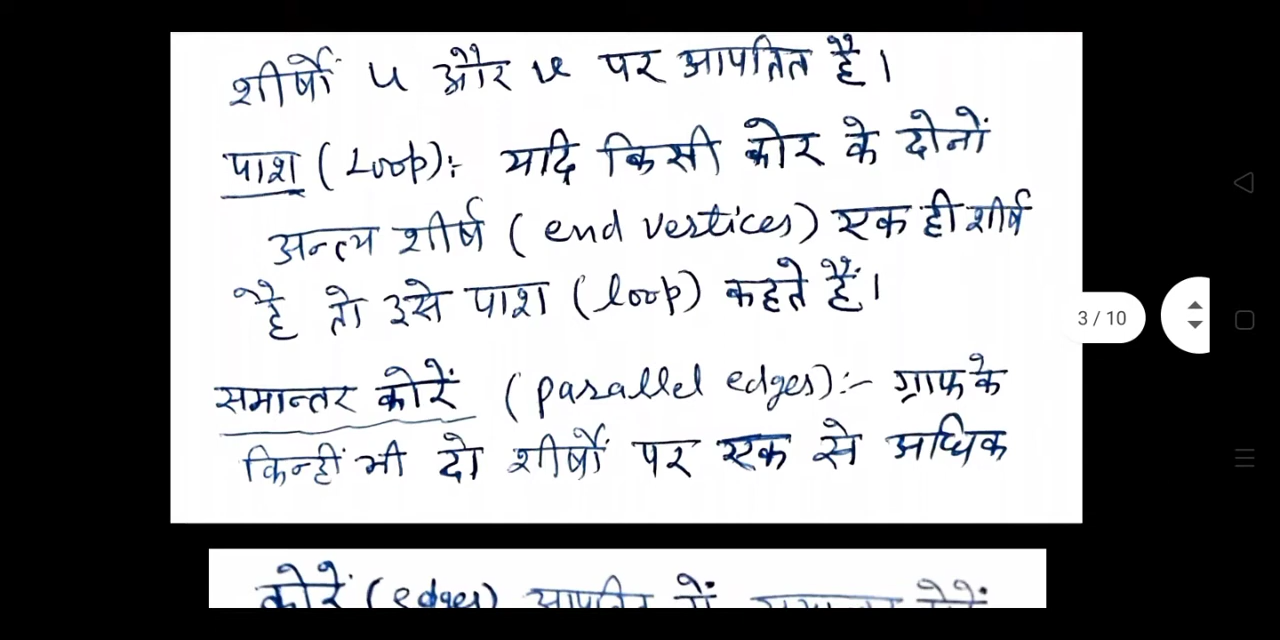 शीर्षों u और v पर आपतित है।
पाश (Loop):- यदि किसी कोर के दोनों
अन्त्य शीर्ष (end vertices) एक ही शीर्ष
है तो उसे पाश (loop) कहते हैं।
समान्तर कोरें (parallel edges):- ग्राफ के
किन्हीं भी दो शीर्षों पर एक से अधिक
3 / 10
कोरें (edges)